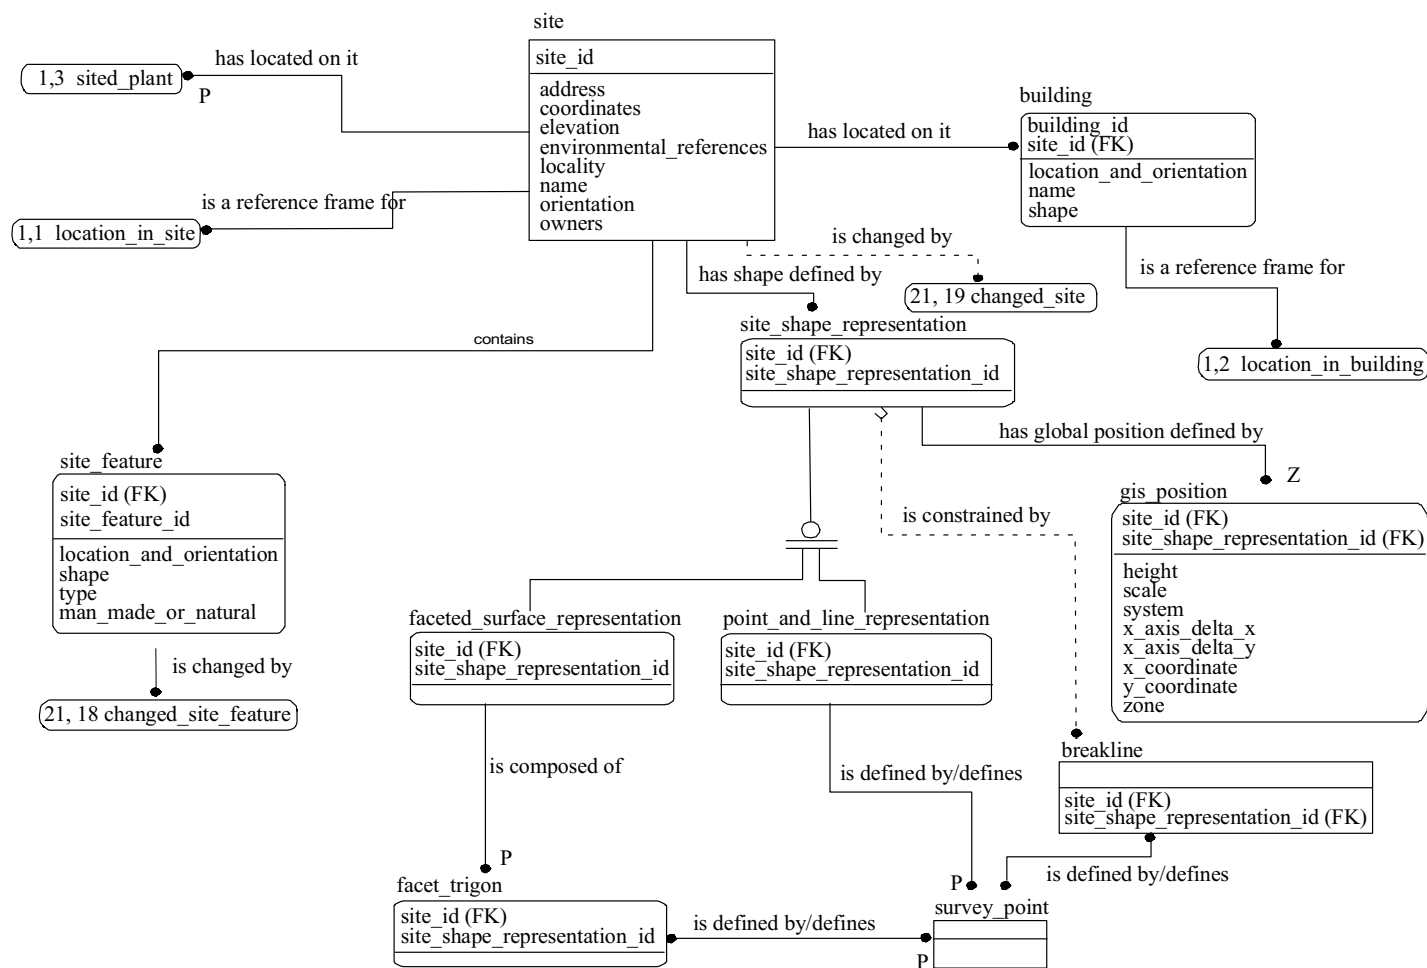 site
site_id
address
coordinates
elevation
environmental_references
locality
name
orientation
owners
has located on it
1,3 sited_plant
P
is a reference frame for
1,1 location_in_site
has located on it
building
building_id
site_id (FK)
location_and_orientation
name
shape
is changed by
21, 19 changed_site
is a reference frame for
1,2 location_in_building
has shape defined by
site_shape_representation
site_id (FK)
site_shape_representation_id
contains
site_feature
site_id (FK)
site_feature_id
location_and_orientation
shape
type
man_made_or_natural
is changed by
21, 18 changed_site_feature
has global position defined by
Z
gis_position
site_id (FK)
site_shape_representation_id (FK)
height
scale
system
x_axis_delta_x
x_axis_delta_y
x_coordinate
y_coordinate
zone
is constrained by
faceted_surface_representation
site_id (FK)
site_shape_representation_id
point_and_line_representation
site_id (FK)
site_shape_representation_id
is composed of
P
is defined by/defines
P
breakline
site_id (FK)
site_shape_representation_id (FK)
is defined by/defines
facet_trigon
site_id (FK)
site_shape_representation_id
is defined by/defines
P
survey_point